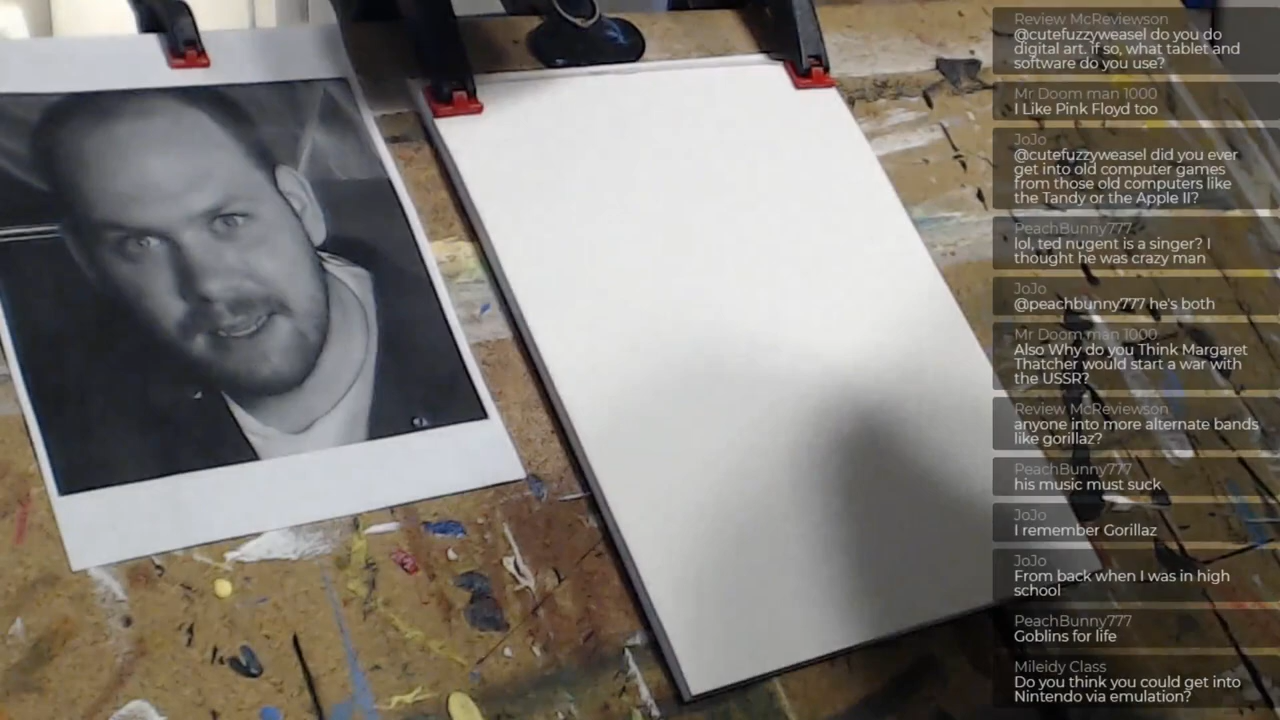 Review McReviewson
@cutefuzzyweasel do you do
digital art. if so, what tablet and
software do you use?
Mr Doom man 1000
I Like Pink Floyd too
JoJo
@cutefuzzyweasel did you ever
get into old computer games
from those old computers like
the Tandy or the Apple II?
PeachBunny777
lol, ted nugent is a singer? I
thought he was crazy man
JoJo
@peachbunny777 he's both
Mr Doom man 1000
Also Why do you Think Margaret
Thatcher would start a war with
the USSR?
Review McReviewson
anyone into more alternate bands
like gorillaz?
PeachBunny777
his music must suck
JoJo
I remember Gorillaz
JoJo
From back when I was in high
school
PeachBunny777
Goblins for life
Mileidy Class
Do you think you could get into
Nintendo via emulation?